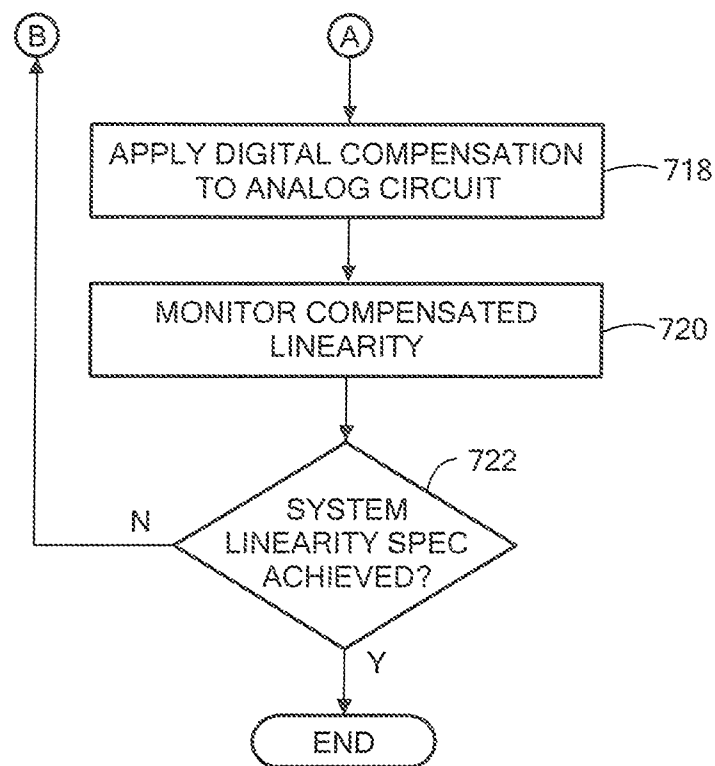 B
A
APPLY DIGITAL COMPENSATION
TO ANALOG CIRCUIT
718
MONITOR COMPENSATED
LINEARITY
720
722
SYSTEM
LINEARITY SPEC
ACHIEVED?
N
Y
END